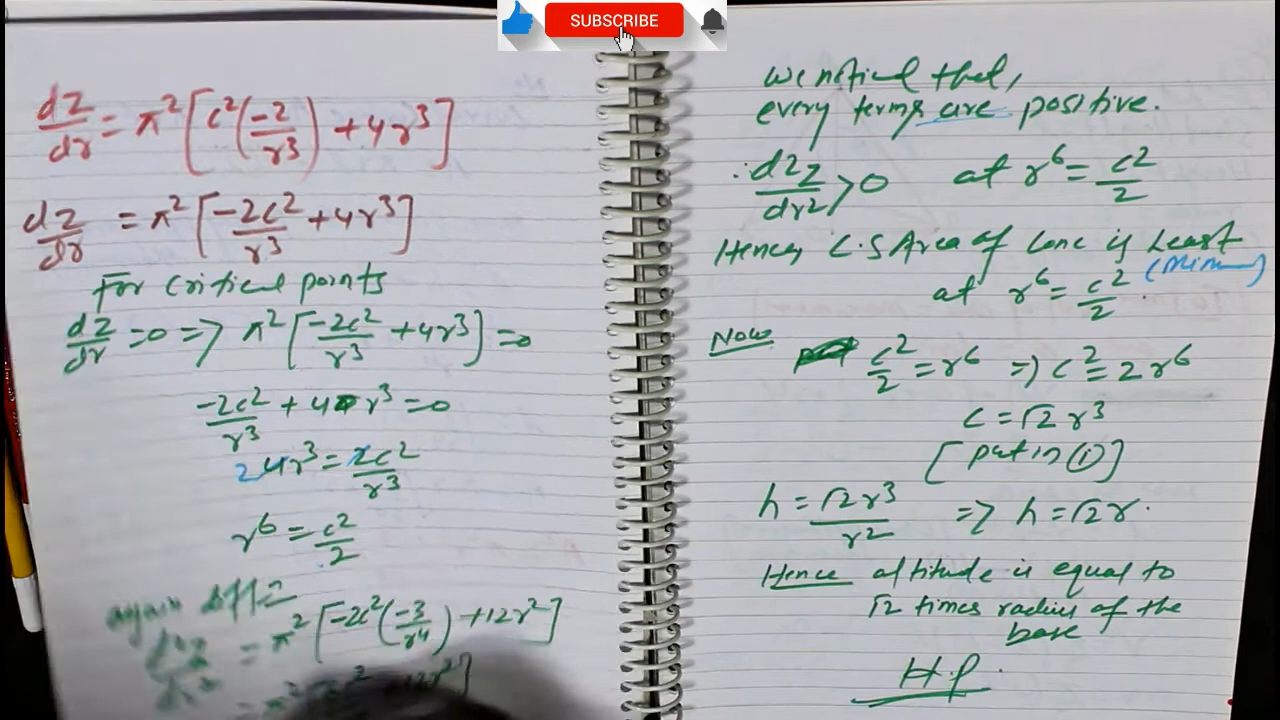 SUBSCRIBE
dz/dr = π² [c²(-2/r³) + 4r³]
dz/dr = π² [-2c²/r³ + 4r³]
For critical points
dz/dr = 0 => π² [-2c²/r³ + 4r³] = 0
-2c²/r³ + 4r³ = 0
2 4r³ = 2c²/r³
r⁶ = c²/2
again diff
= π² [-2c²(-3/r⁴) + 12r²]
we noticed that,
every terms are positive.
∴ d²z/dr² > 0 at r⁶ = c²/2
Hence, C.S Area of Cone is Least
(Minimum)
at r⁶ = c²/2.
Now c²/2 = r⁶ => c² = 2r⁶
c = √2 r³
[put in ①]
h = √2 r³/r² => h = √2 r.
Hence altitude is equal to
√2 times radius of the
base
H.P.